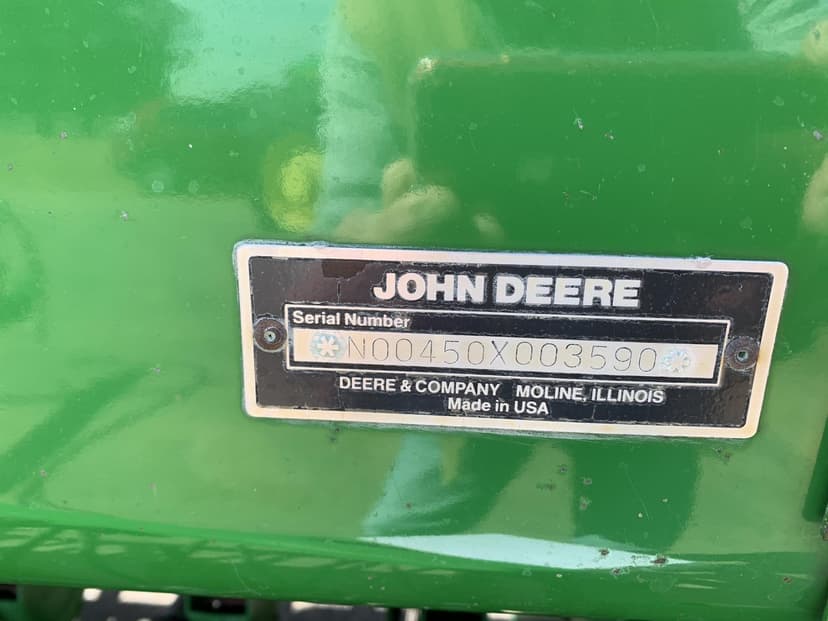 JOHN DEERE
Serial Number
*N00450X003590*
DEERE & COMPANY MOLINE, ILLINOIS
Made in USA